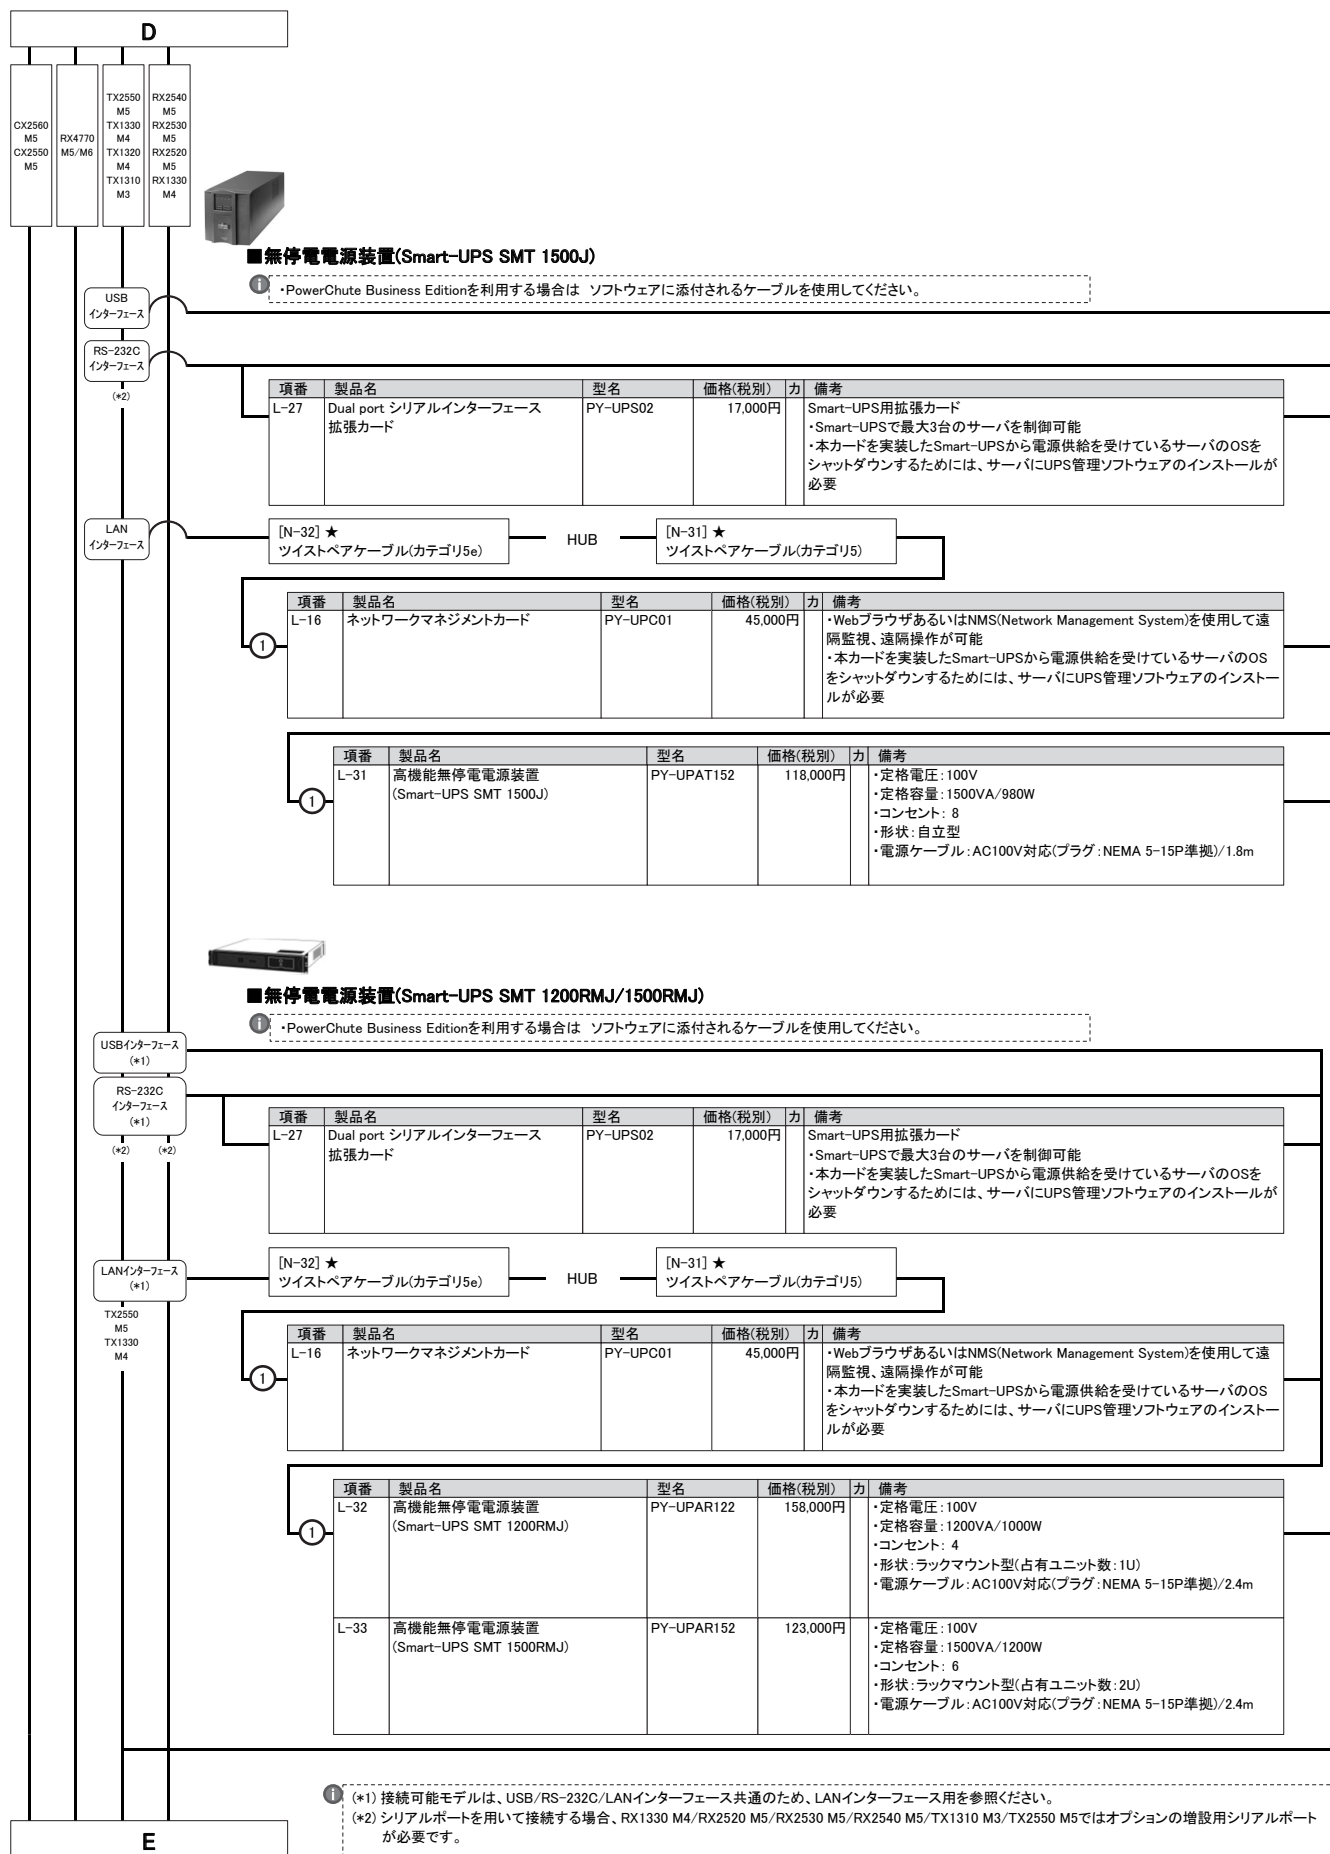 D
CX2560
M5
CX2550
M5
RX4770
M5/M6
TX2550
M5
TX1330
M4
TX1320
M4
TX1310
M3
RX2540
M5
RX2530
M5
RX2520
M5
RX1330
M4
■無停電電源装置(Smart-UPS SMT 1500J)
・PowerChute Business Editionを利用する場合は ソフトウェアに添付されるケーブルを使用してください。
USB
インターフェース
RS-232C
インターフェース
(*2)
項番 製品名 型名 価格(税別) カ 備考
L-27 Dual port シリアルインターフェース PY-UPS02 17,000円 Smart-UPS用拡張カード
拡張カード ・Smart-UPSで最大3台のサーバを制御可能
・本カードを実装したSmart-UPSから電源供給を受けているサーバのOSを
シャットダウンするためには、サーバにUPS管理ソフトウェアのインストールが
必要
LAN
インターフェース
[N-32] ★
ツイストペアケーブル(カテゴリ5e)
HUB
[N-31] ★
ツイストペアケーブル(カテゴリ5)
項番 製品名 型名 価格(税別) カ 備考
1 L-16 ネットワークマネジメントカード PY-UPC01 45,000円 ・WebブラウザあるいはNMS(Network Management System)を使用して遠
隔監視、遠隔操作が可能
・本カードを実装したSmart-UPSから電源供給を受けているサーバのOS
をシャットダウンするためには、サーバにUPS管理ソフトウェアのインストー
ルが必要
項番 製品名 型名 価格(税別) カ 備考
1 L-31 高機能無停電電源装置 PY-UPAT152 118,000円 ・定格電圧：100V
(Smart-UPS SMT 1500J) ・定格容量：1500VA/980W
・コンセント： 8
・形状：自立型
・電源ケーブル：AC100V対応(プラグ：NEMA 5-15P準拠)/1.8m
■無停電電源装置(Smart-UPS SMT 1200RMJ/1500RMJ)
・PowerChute Business Editionを利用する場合は ソフトウェアに添付されるケーブルを使用してください。
USBインターフェース
(*1)
RS-232C
インターフェース
(*1)
(*2) (*2)
項番 製品名 型名 価格(税別) カ 備考
L-27 Dual port シリアルインターフェース PY-UPS02 17,000円 Smart-UPS用拡張カード
拡張カード ・Smart-UPSで最大3台のサーバを制御可能
・本カードを実装したSmart-UPSから電源供給を受けているサーバのOSを
シャットダウンするためには、サーバにUPS管理ソフトウェアのインストールが
必要
LANインターフェース
(*1)
[N-32] ★
ツイストペアケーブル(カテゴリ5e)
HUB
[N-31] ★
ツイストペアケーブル(カテゴリ5)
TX2550
M5
TX1330
M4
項番 製品名 型名 価格(税別) カ 備考
1 L-16 ネットワークマネジメントカード PY-UPC01 45,000円 ・WebブラウザあるいはNMS(Network Management System)を使用して遠
隔監視、遠隔操作が可能
・本カードを実装したSmart-UPSから電源供給を受けているサーバのOS
をシャットダウンするためには、サーバにUPS管理ソフトウェアのインストー
ルが必要
項番 製品名 型名 価格(税別) カ 備考
1 L-32 高機能無停電電源装置 PY-UPAR122 158,000円 ・定格電圧：100V
(Smart-UPS SMT 1200RMJ) ・定格容量：1200VA/1000W
・コンセント： 4
・形状：ラックマウント型(占有ユニット数：1U)
・電源ケーブル：AC100V対応(プラグ：NEMA 5-15P準拠)/2.4m
L-33 高機能無停電電源装置 PY-UPAR152 123,000円 ・定格電圧：100V
(Smart-UPS SMT 1500RMJ) ・定格容量：1500VA/1200W
・コンセント： 6
・形状：ラックマウント型(占有ユニット数：2U)
・電源ケーブル：AC100V対応(プラグ：NEMA 5-15P準拠)/2.4m
(*1) 接続可能モデルは、USB/RS-232C/LANインターフェース共通のため、LANインターフェース用を参照ください。
(*2) シリアルポートを用いて接続する場合、RX1330 M4/RX2520 M5/RX2530 M5/RX2540 M5/TX1310 M3/TX2550 M5ではオプションの増設用シリアルポート
が必要です。
E